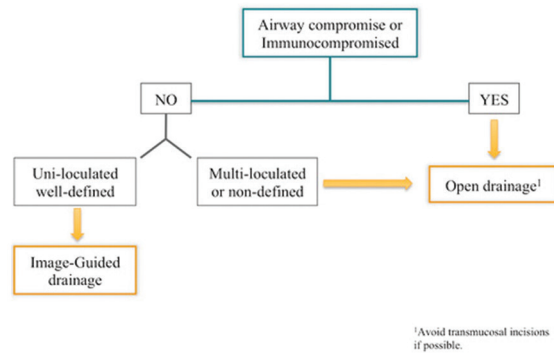 Airway compromise or
Immunocompromised
NO
YES
Uni-loculated
well-defined
Multi-loculated
or non-defined
Open drainage¹
Image-Guided
drainage
¹Avoid transmucosal incisions
if possible.